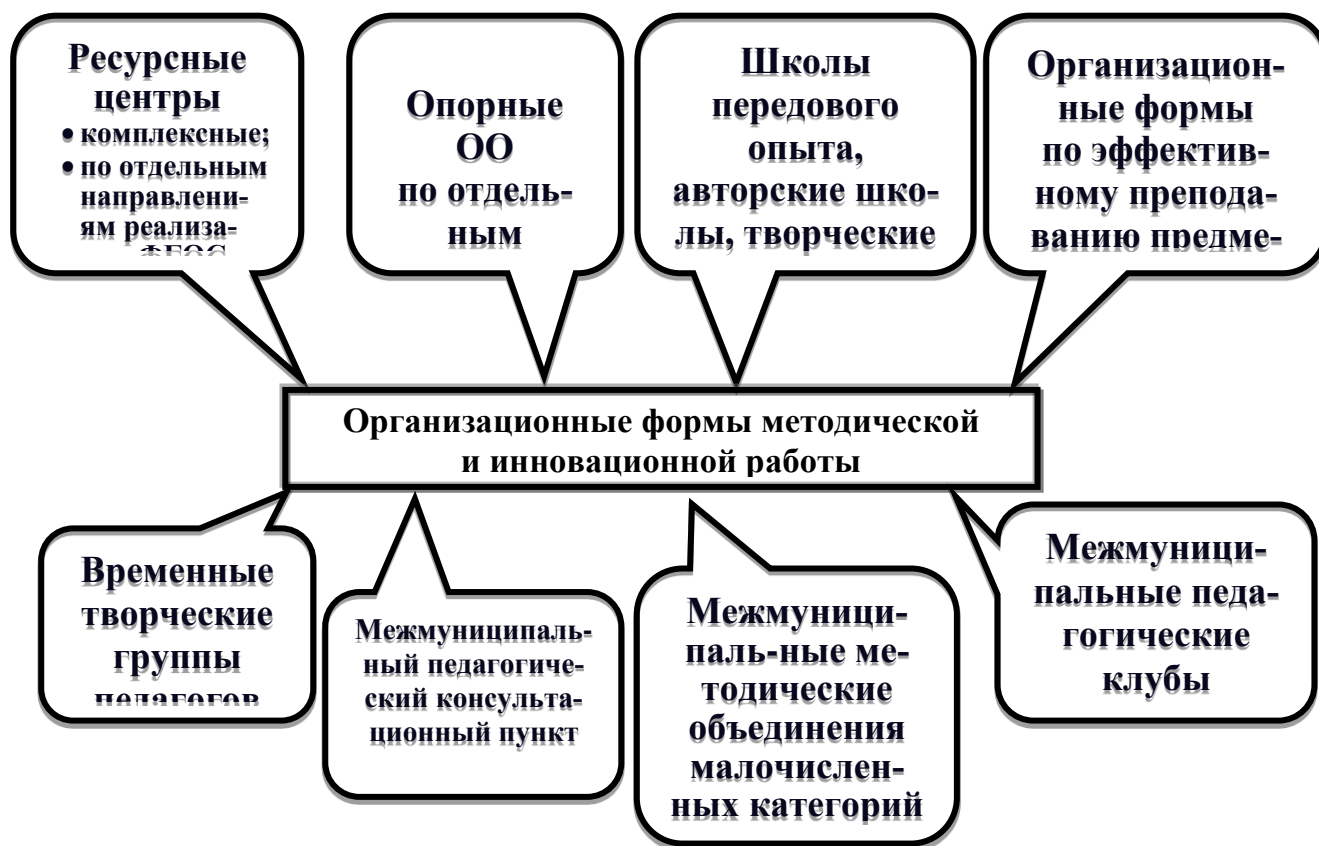 Ресурсные
центры
• комплексные;
• по отдельным
направлени-
ям реализа-
ФГОС
Опорные
ОО
по отдель-
ным
Школы
передового
опыта,
авторские шко-
лы, творческие
Организацион-
ные формы
по эффектив-
ному препода-
ванию предме-
Организационные формы методической
и инновационной работы
Временные
творческие
группы
педагогов
Межмуниципаль-
ный педагогиче-
ский консульта-
ционный пункт
Межмуници-
паль-ные ме-
тодические
объединения
малочислен-
ных категорий
Межмуници-
пальные педа-
гогические
клубы